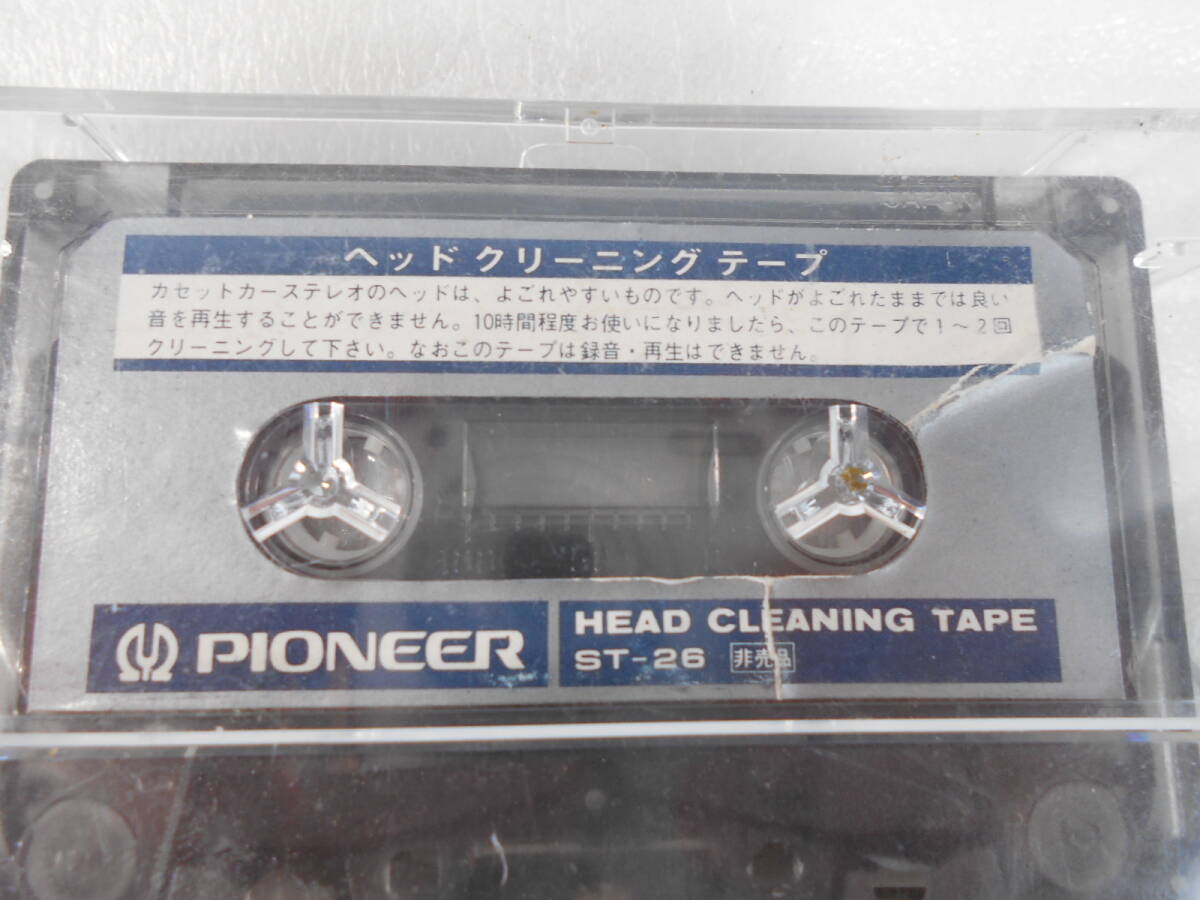 JAPAN
ヘッド クリーニング テープ
カセットカーステレオのヘッドは、よごれやすいものです。ヘッドがよごれたままでは良い
音を再生することができません。10時間程度お使いになりましたら、このテープで1〜2回
クリーニングして下さい。なおこのテープは録音・再生はできません。
PIONEER
HEAD CLEANING TAPE
ST-26 非売品